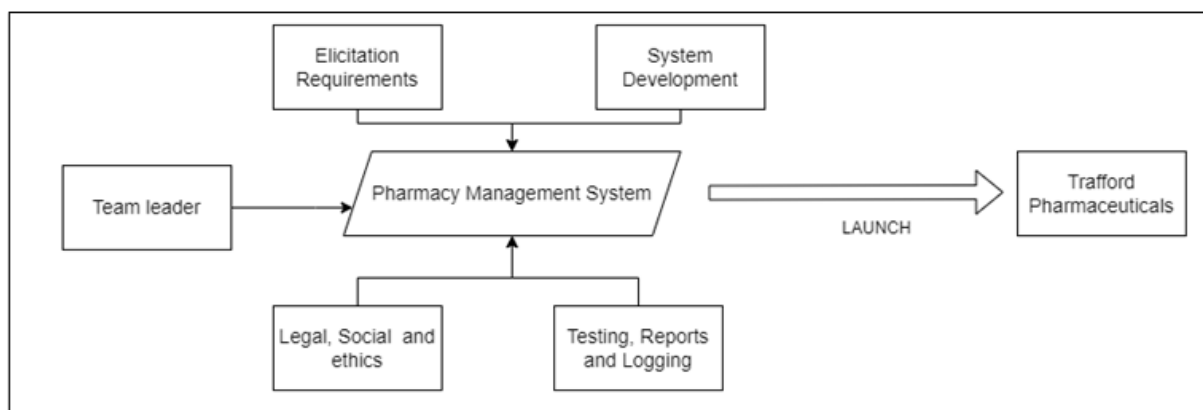 Elicitation
Requirements
System
Development
Team leader
Pharmacy Management System
LAUNCH
Trafford
Pharmaceuticals
Legal, Social and
ethics
Testing, Reports
and Logging